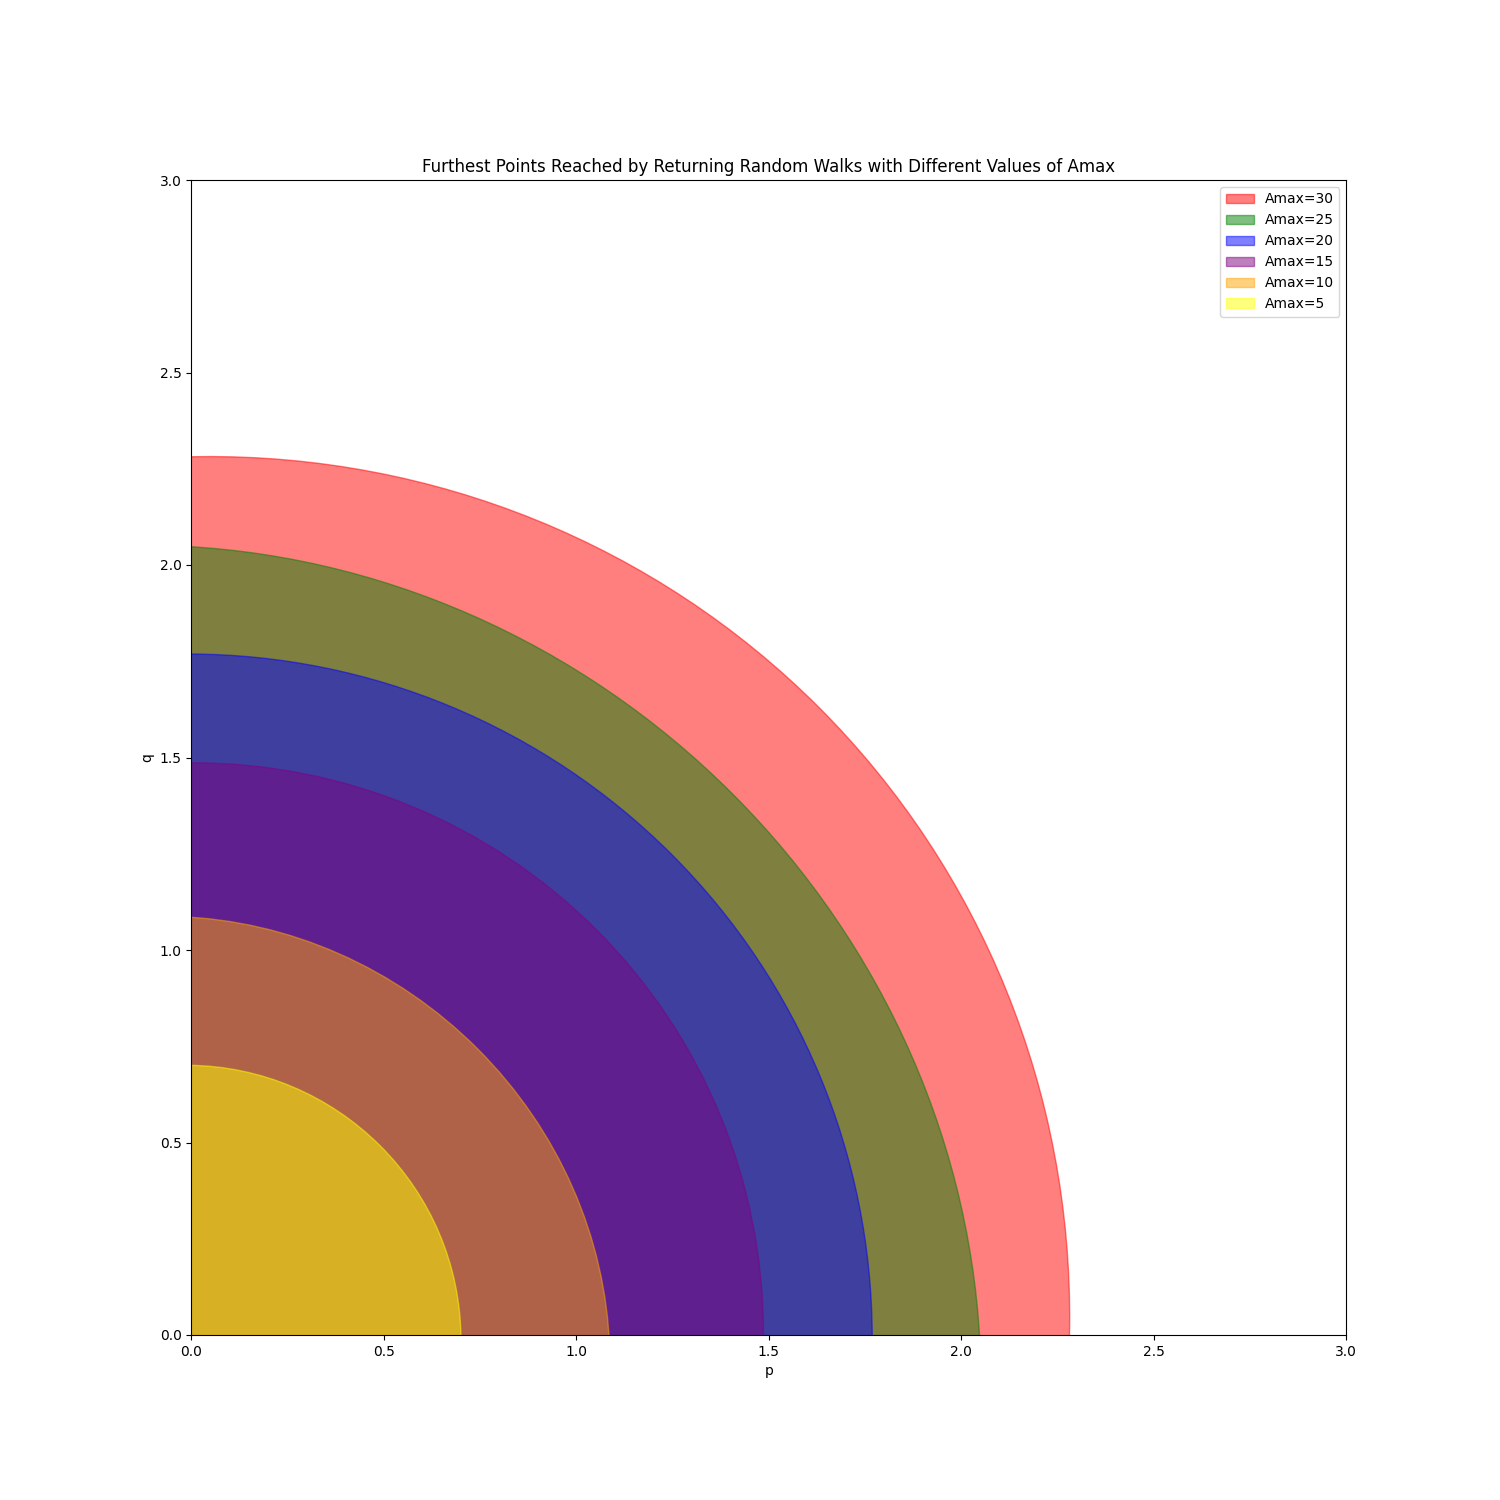 Furthest Points Reached by Returning Random Walks with Different Values of Amax
3.0
2.5
2.0
1.5
1.0
0.5
0.0
q
0.0 0.5 1.0 1.5 2.0 2.5 3.0
p
Amax=30
Amax=25
Amax=20
Amax=15
Amax=10
Amax=5